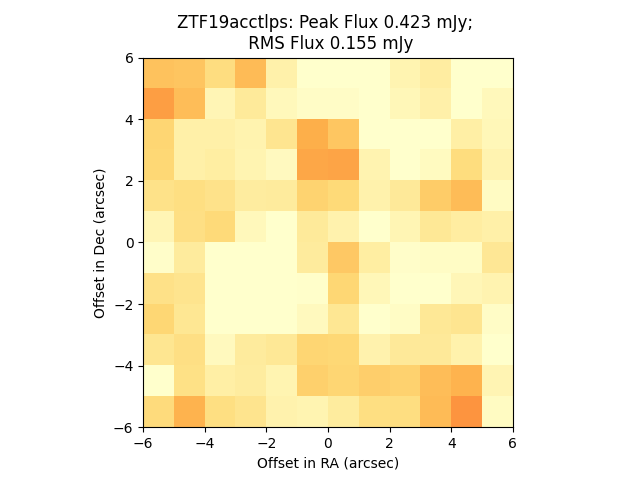 ZTF19acctlps: Peak Flux 0.423 mJy;
RMS Flux 0.155 mJy
6
4
2
0
−2
−4
−6
Offset in Dec (arcsec)
−6 −4 −2 0 2 4 6
Offset in RA (arcsec)